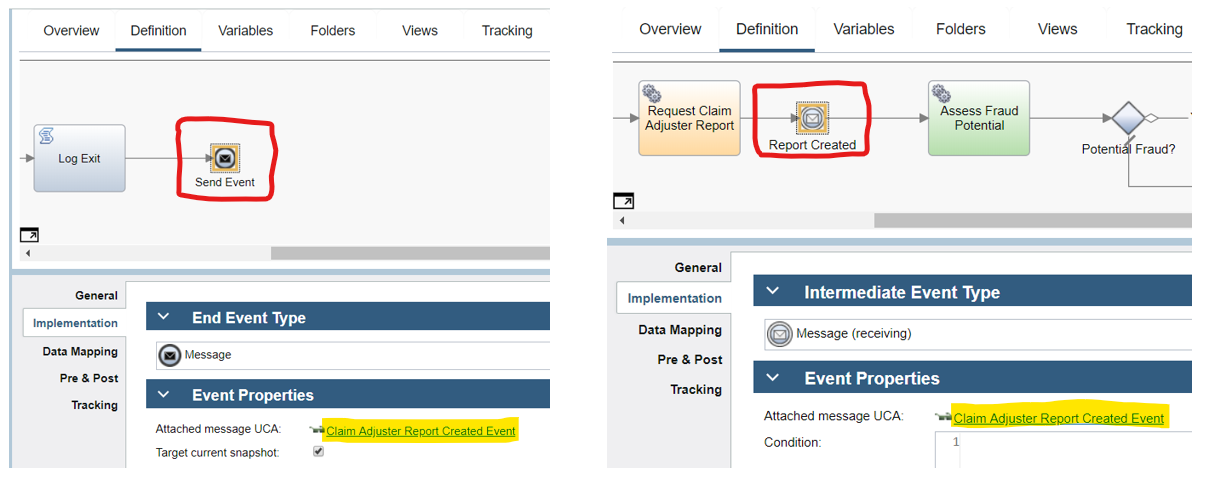 Overview Definition Variables Folders Views Tracking
Log Exit
Send Event
General
Implementation
Data Mapping
Pre & Post
Tracking
End Event Type
Message
Event Properties
Attached message UCA: Claim Adjuster Report Created Event
Target current snapshot:
Overview Definition Variables Folders Views Tracking
Request Claim
Adjuster Report
Report Created
Assess Fraud
Potential
Potential Fraud?
General
Implementation
Data Mapping
Pre & Post
Tracking
Intermediate Event Type
Message (receiving)
Event Properties
Attached message UCA: Claim Adjuster Report Created Event
Condition: 1